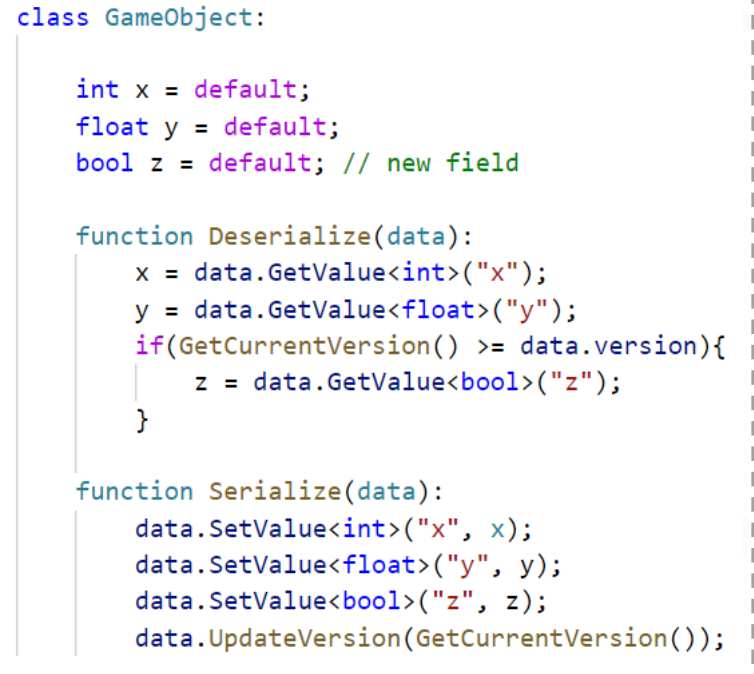 class GameObject:
int x = default;
float y = default;
bool z = default; // new field
function Deserialize(data):
x = data.GetValue<int>("x");
y = data.GetValue<float>("y");
if(GetCurrentVersion() >= data.version){
z = data.GetValue<bool>("z");
}
function Serialize(data):
data.SetValue<int>("x", x);
data.SetValue<float>("y", y);
data.SetValue<bool>("z", z);
data.UpdateVersion(GetCurrentVersion());